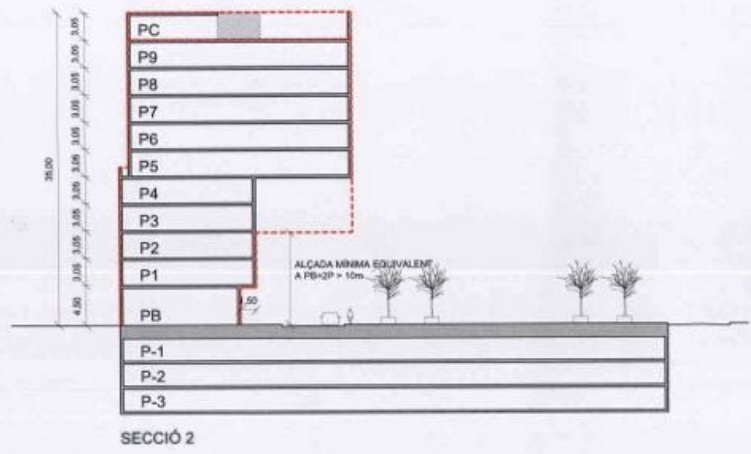 PC
P9
P8
P7
P6
P5
P4
P3
P2
P1
PB
P-1
P-2
P-3
35,00
3,05
3,05
3,05
3,05
3,05
3,05
3,05
3,05
3,05
3,05
4,50
ALÇADA MÍNIMA EQUIVALENT
A PB+2P > 10m
1,50
SECCIÓ 2